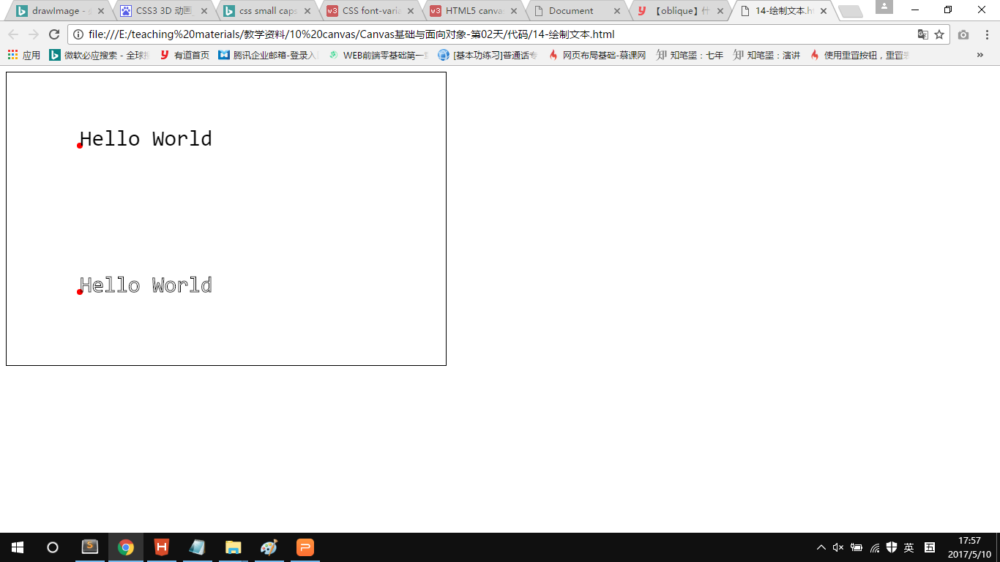 drawImage -
CSS3 3D 动画
css small caps
CSS font-varia
HTML5 canva
Document
【oblique】什
14-绘制文本.h
file:///E:/teaching%20materials/教学资料/10%20canvas/Canvas基础与面向对象-第02天/代码/14-绘制文本.html
应用
微软必应搜索 - 全球搜
有道首页
腾讯企业邮箱-登录入
WEB前端零基础第一
[基本功练习]普通话专
网页布局基础-慕课网
知笔墨：七年
知笔墨：演讲
使用重置按钮，重置
»
Hello World
Hello World
英
五
17:57
2017/5/10